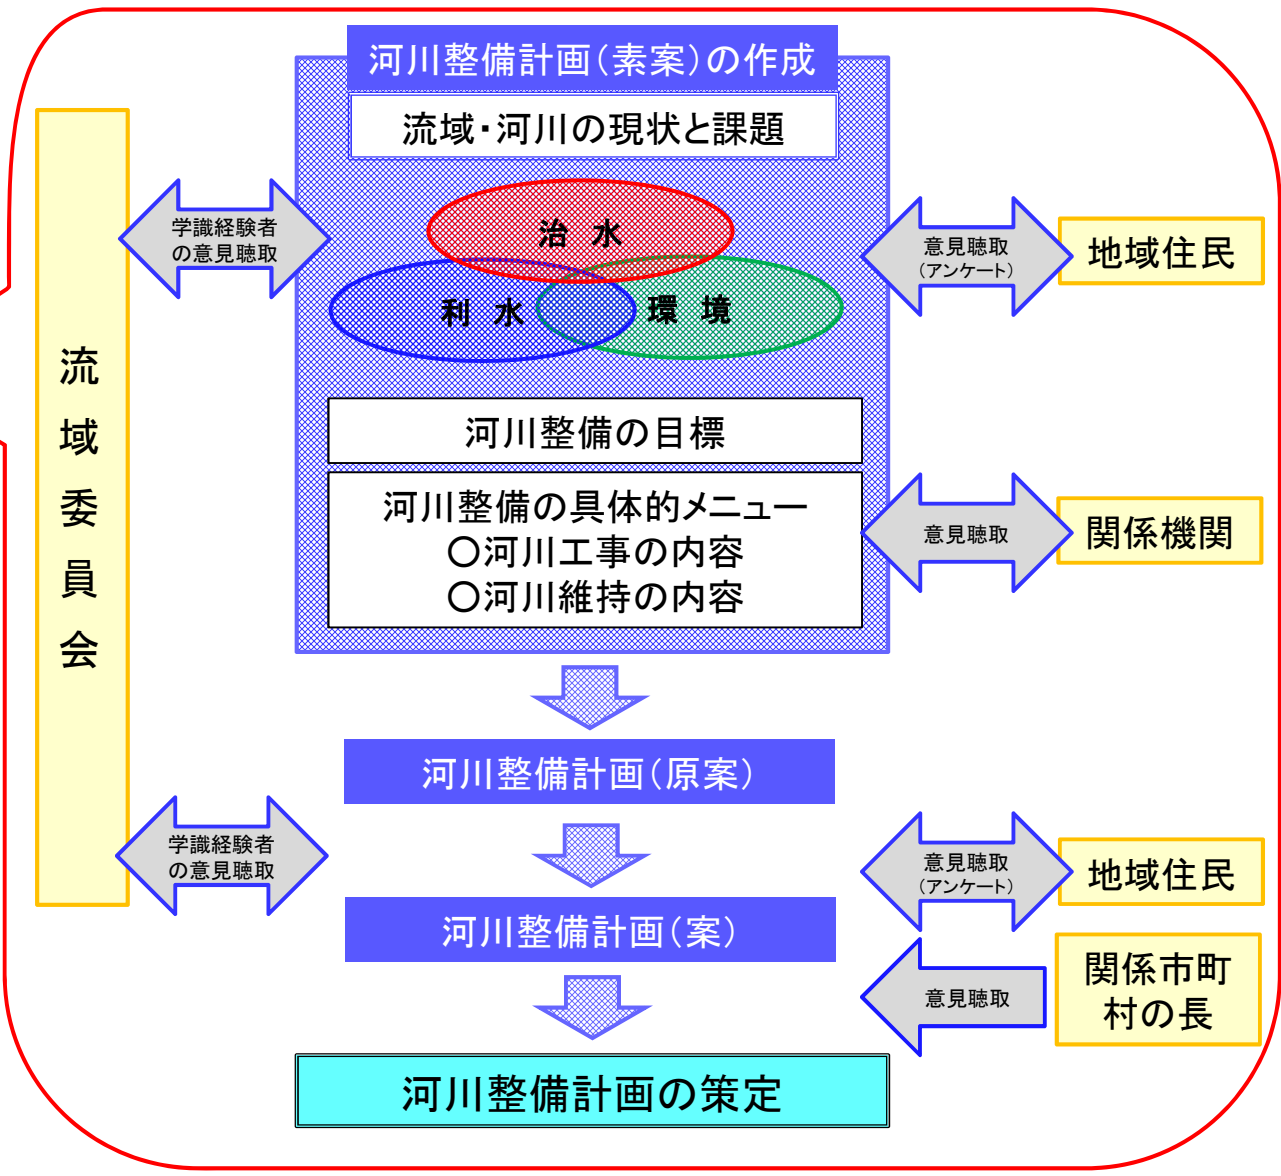 河川整備計画（素案）の作成
流域・河川の現状と課題
治 水
利 水
環 境
河川整備の目標
河川整備の具体的メニュー
〇河川工事の内容
〇河川維持の内容
流
域
委
員
会
学識経験者
の意見聴取
意見聴取
（アンケート）
地域住民
意見聴取
関係機関
河川整備計画（原案）
学識経験者
の意見聴取
意見聴取
（アンケート）
地域住民
河川整備計画（案）
意見聴取
関係市町
村の長
河川整備計画の策定